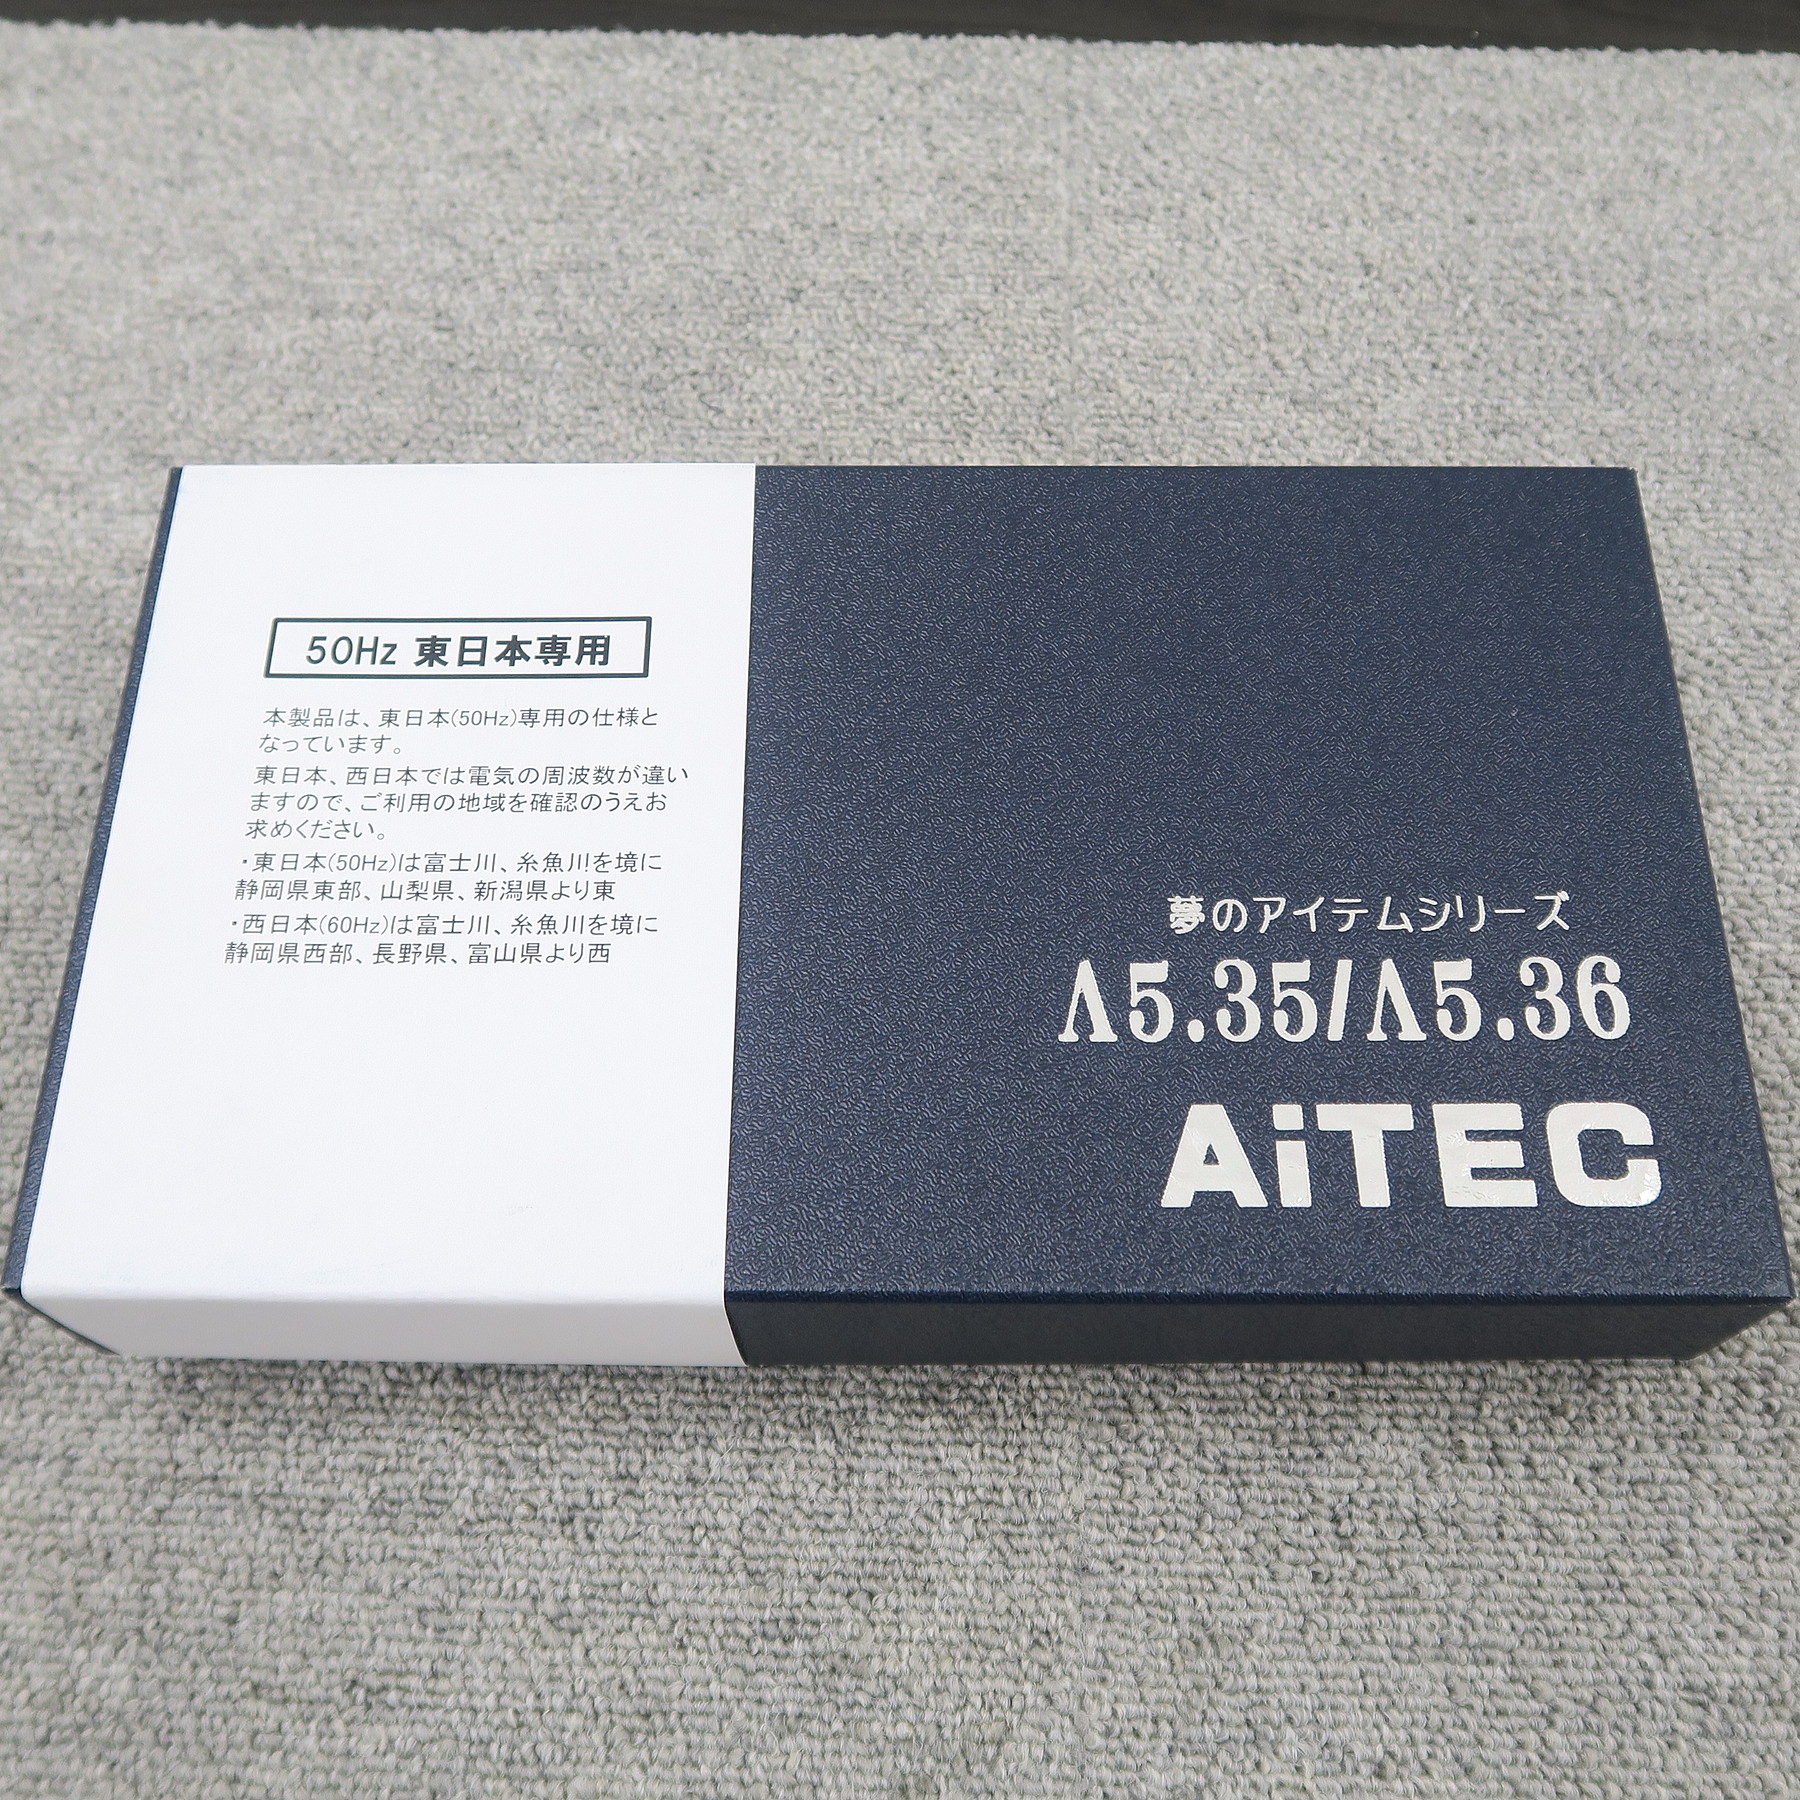 50Hz 東日本専用
本製品は、東日本(50Hz)専用の仕様と
なっています。
東日本、西日本では電気の周波数が違い
ますので、ご利用の地域を確認のうえお
求めください。
・東日本(50Hz)は富士川、糸魚川を境に
静岡県東部、山梨県、新潟県より東
・西日本(60Hz)は富士川、糸魚川を境に
静岡県西部、長野県、富山県より西
夢のアイテムシリーズ
Λ5.35/Λ5.36
AiTEC